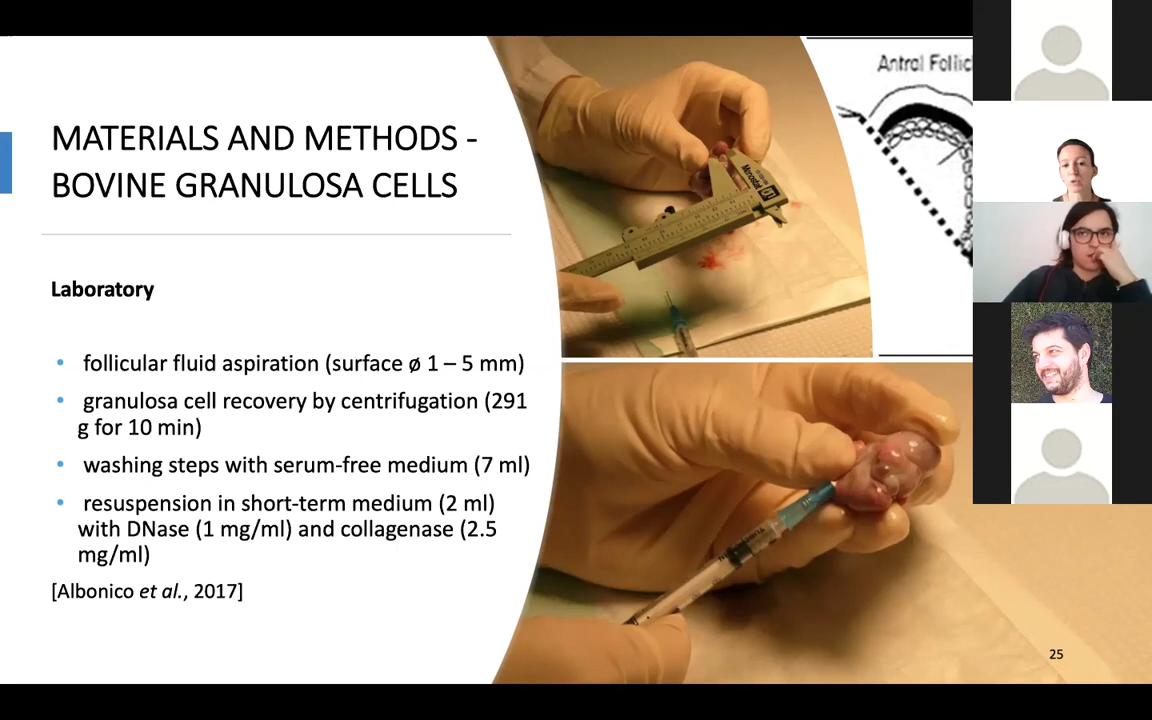 MATERIALS AND METHODS -
BOVINE GRANULOSA CELLS
Laboratory
• follicular fluid aspiration (surface ø 1 – 5 mm)
• granulosa cell recovery by centrifugation (291
g for 10 min)
• washing steps with serum-free medium (7 ml)
• resuspension in short-term medium (2 ml)
with DNase (1 mg/ml) and collagenase (2.5
mg/ml)
[Albonico et al., 2017]
Antral Follic
25